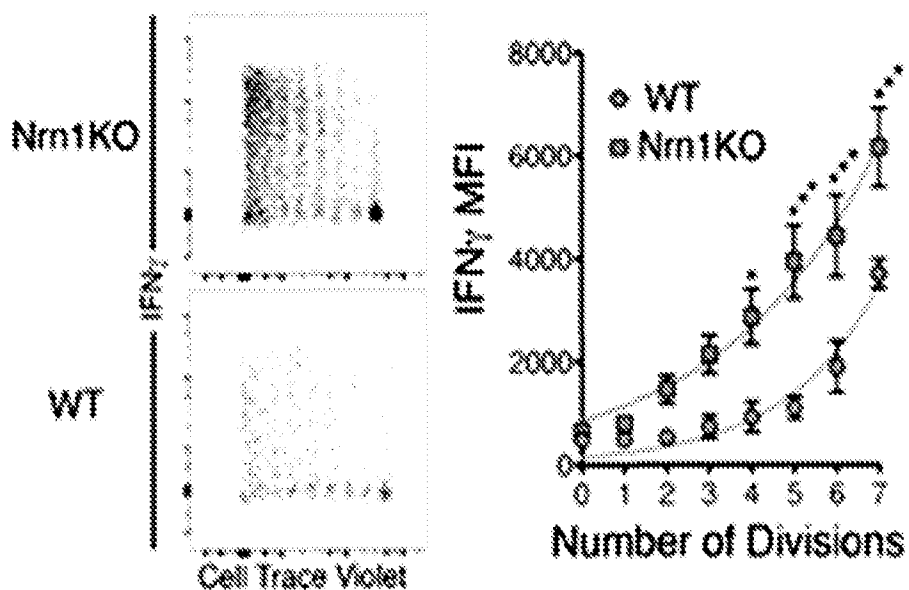 Nrn1KO
WT
IFNγ
Cell Trace Violet
IFNγ MFI
8000
6000
4000
2000
0
WT
Nrn1KO
*
****
****
****
0 1 2 3 4 5 6 7
Number of Divisions